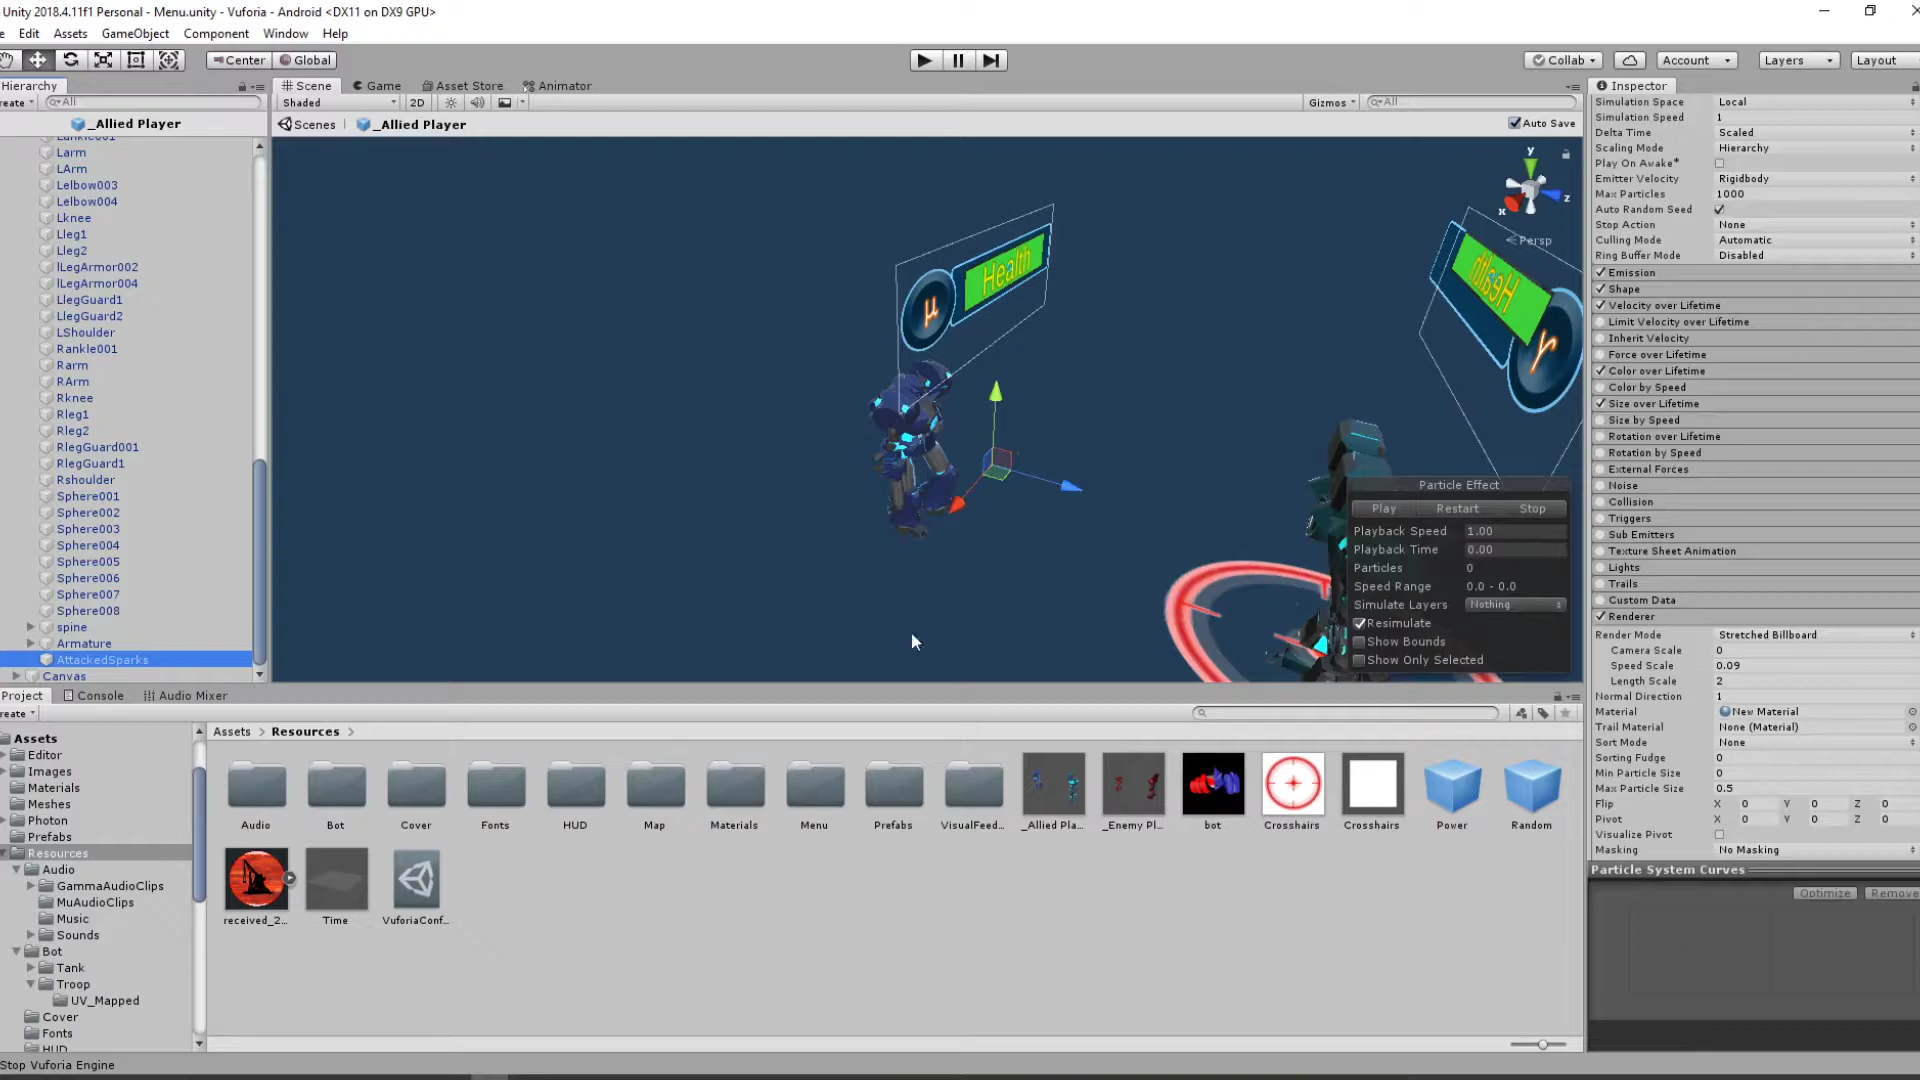 Unity 2018.4.11f1 Personal - Menu.unity - Vuforia - Android <DX11 on DX9 GPU>
e Edit Assets GameObject Component Window Help
Center Global Collab Account Layers Layout
Hierarchy
reate All
_Allied Player
Larm
LArm
Lelbow003
Lelbow004
Lknee
Lleg1
Lleg2
lLegArmor002
lLegArmor004
LlegGuard1
LlegGuard2
LShoulder
Rankle001
Rarm
RArm
Rknee
Rleg1
Rleg2
RlegGuard001
RlegGuard1
Rshoulder
Sphere001
Sphere002
Sphere003
Sphere004
Sphere005
Sphere006
Sphere007
Sphere008
spine
Armature
AttackedSparks
Canvas
Scene Game Asset Store Animator
Shaded 2D Gizmos All
Scenes _Allied Player Auto Save
y
x
z
Persp
μ Health
Health
γ
Particle Effect
Play Restart Stop
Playback Speed 1.00
Playback Time 0.00
Particles 0
Speed Range 0.0 - 0.0
Simulate Layers Nothing
Resimulate
Show Bounds
Show Only Selected
Inspector
Simulation Space Local
Simulation Speed 1
Delta Time Scaled
Scaling Mode Hierarchy
Play On Awake*
Emitter Velocity Rigidbody
Max Particles 1000
Auto Random Seed
Stop Action None
Culling Mode Automatic
Ring Buffer Mode Disabled
Emission
Shape
Velocity over Lifetime
Limit Velocity over Lifetime
Inherit Velocity
Force over Lifetime
Color over Lifetime
Color by Speed
Size over Lifetime
Size by Speed
Rotation over Lifetime
Rotation by Speed
External Forces
Noise
Collision
Triggers
Sub Emitters
Texture Sheet Animation
Lights
Trails
Custom Data
Renderer
Render Mode Stretched Billboard
Camera Scale 0
Speed Scale 0.09
Length Scale 2
Normal Direction 1
Material New Material
Trail Material None (Material)
Sort Mode None
Sorting Fudge 0
Min Particle Size 0
Max Particle Size 0.5
Flip X 0 Y 0 Z 0
Pivot X 0 Y 0 Z 0
Visualize Pivot
Masking No Masking
Particle System Curves
Optimize Remove
Project Console Audio Mixer
reate
Assets
Editor
Images
Materials
Meshes
Photon
Prefabs
Resources
Audio
GammaAudioClips
MuAudioClips
Music
Sounds
Bot
Tank
Troop
UV_Mapped
Cover
Fonts
HUD
Assets Resources
Audio Bot Cover Fonts HUD Map Materials Menu Prefabs VisualFeed... _Allied Pla... _Enemy Pl... bot Crosshairs Crosshairs Power Random
received_2... Time VuforiaConf...
Stop Vuforia Engine